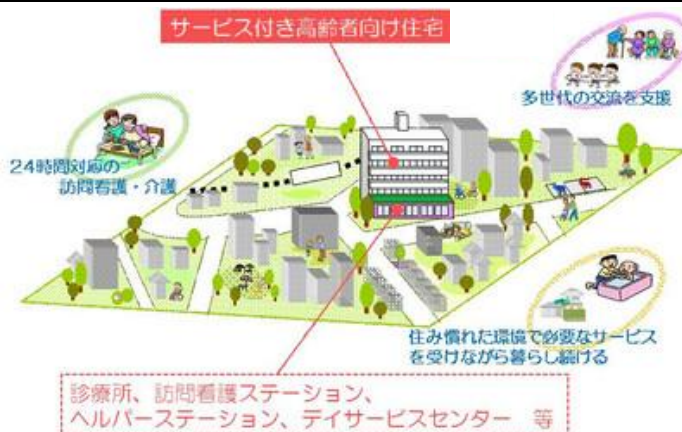 サービス付き高齢者向け住宅
多世代の交流を支援
24時間対応の
訪問看護・介護
住み慣れた環境で必要なサービス
を受けながら暮らし続ける
診療所、訪問看護ステーション、
ヘルパーステーション、デイサービスセンター　等